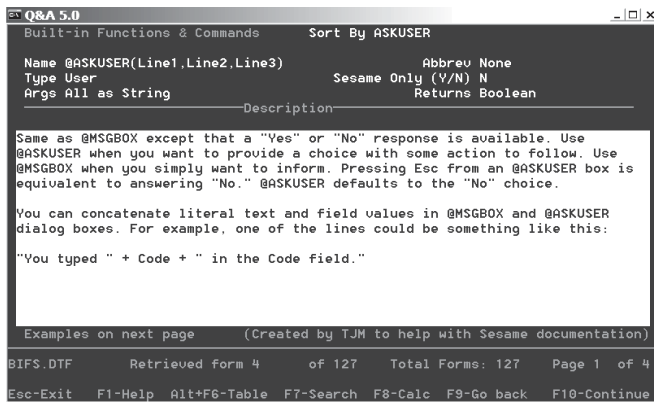 Q&A 5.0
Built-in Functions & Commands Sort By ASKUSER
Name @ASKUSER(Line1,Line2,Line3) Abbrev None
Type User Sesame Only (Y/N) N
Args All as String Returns Boolean
Description
Same as @MSGBOX except that a "Yes" or "No" response is available. Use
@ASKUSER when you want to provide a choice with some action to follow. Use
@MSGBOX when you simply want to inform. Pressing Esc from an @ASKUSER box is
equivalent to answering "No." @ASKUSER defaults to the "No" choice.
You can concatenate literal text and field values in @MSGBOX and @ASKUSER
dialog boxes. For example, one of the lines could be something like this:
"You typed " + Code + " in the Code field."
Examples on next page (Created by TJM to help with Sesame documentation)
BIFS.DTF Retrieved form 4 of 127 Total Forms: 127 Page 1 of 4
Esc-Exit F1-Help Alt+F6-Table F7-Search F8-Calc F9-Go back F10-Continue